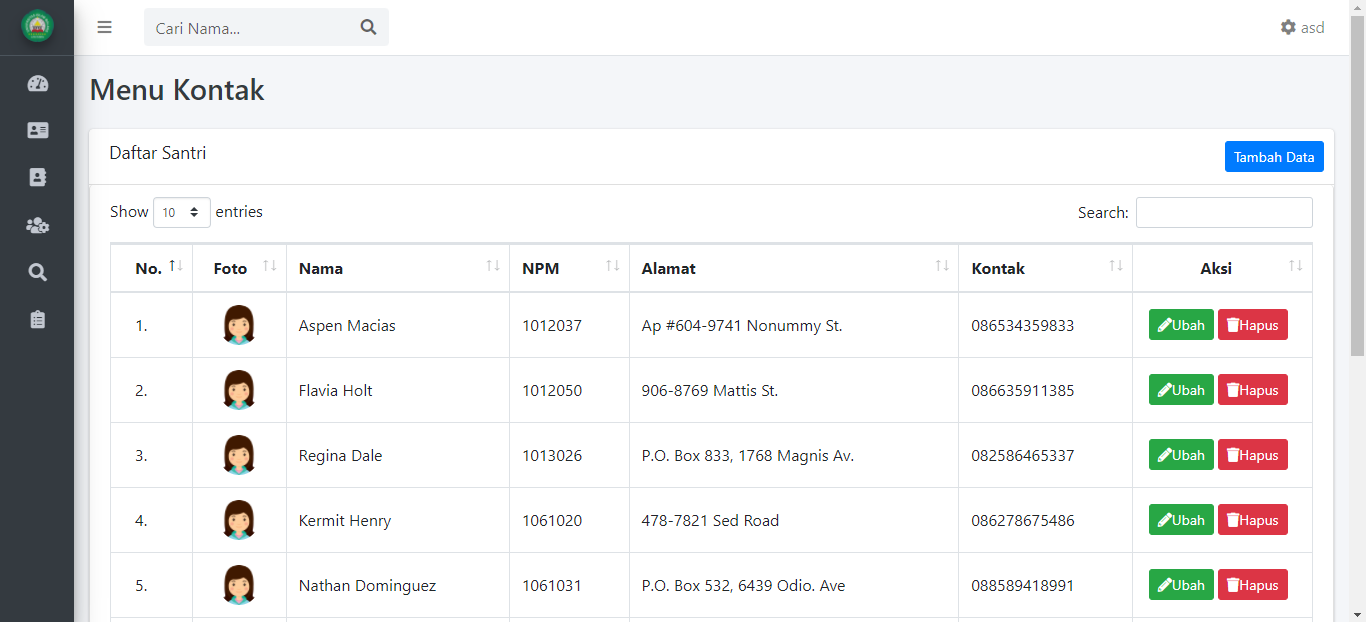 Cari Nama... asd
Menu Kontak
Daftar Santri Tambah Data
Show 10 entries Search:
No. Foto Nama NPM Alamat Kontak Aksi
1. Aspen Macias 1012037 Ap #604-9741 Nonummy St. 086534359833 Ubah Hapus
2. Flavia Holt 1012050 906-8769 Mattis St. 086635911385 Ubah Hapus
3. Regina Dale 1013026 P.O. Box 833, 1768 Magnis Av. 082586465337 Ubah Hapus
4. Kermit Henry 1061020 478-7821 Sed Road 086278675486 Ubah Hapus
5. Nathan Dominguez 1061031 P.O. Box 532, 6439 Odio. Ave 088589418991 Ubah Hapus